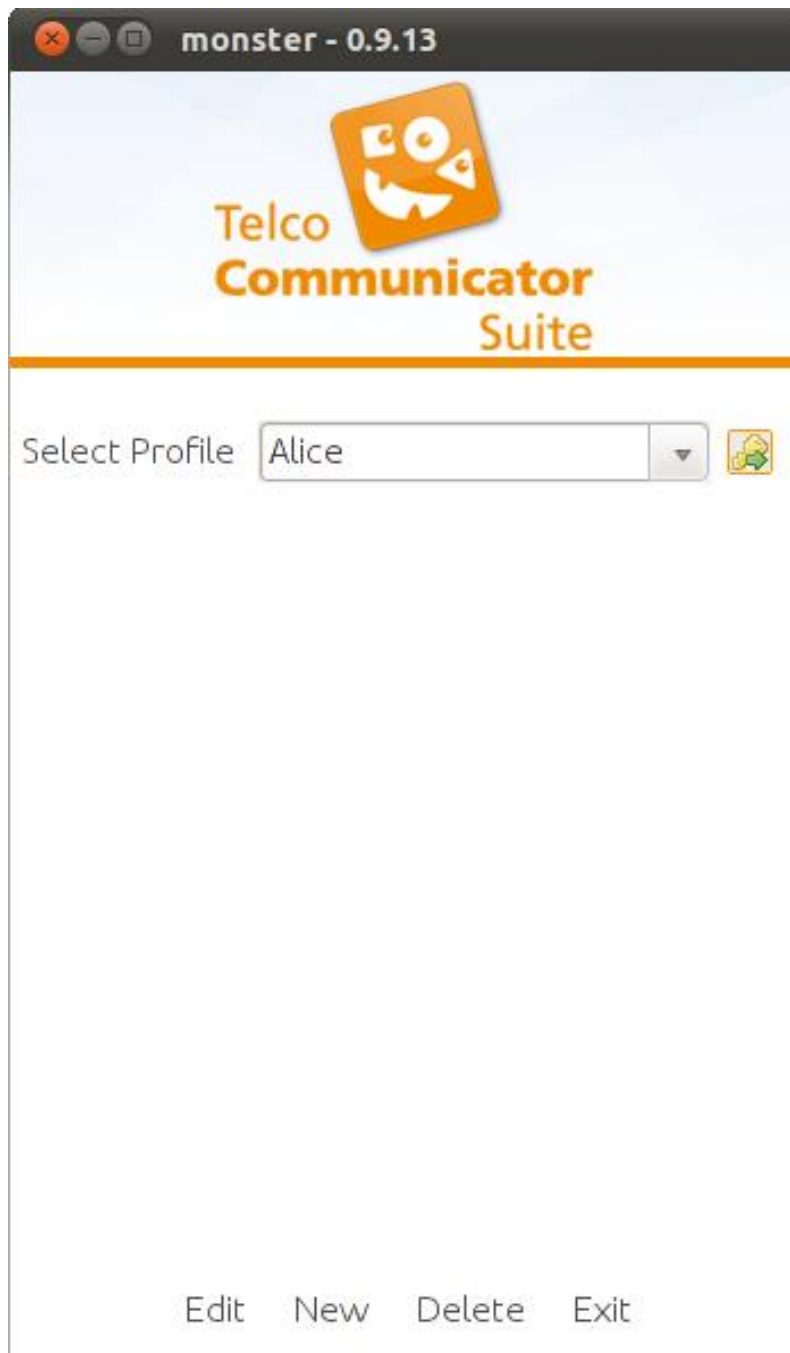 monster - 0.9.13
Telco
Communicator
Suite
Select Profile Alice
Edit New Delete Exit